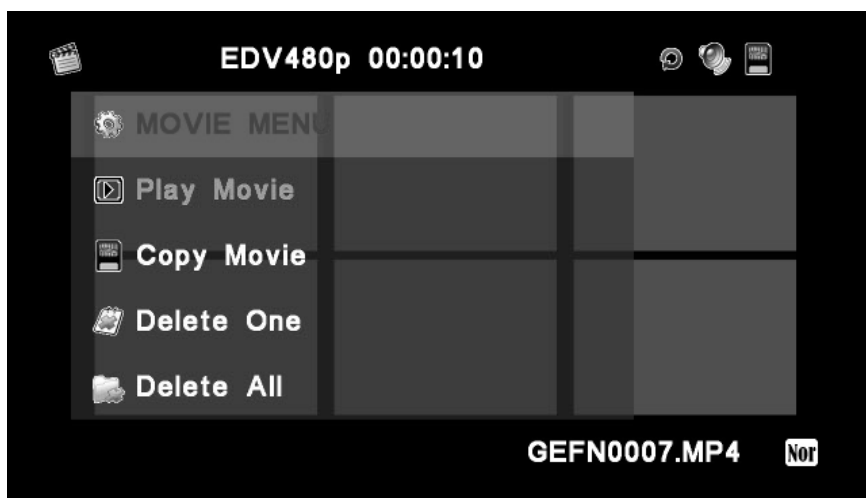 EDV480p 00:00:10
MOVIE MENU
Play Movie
Copy Movie
Delete One
Delete All
GEFN0007.MP4 Nor